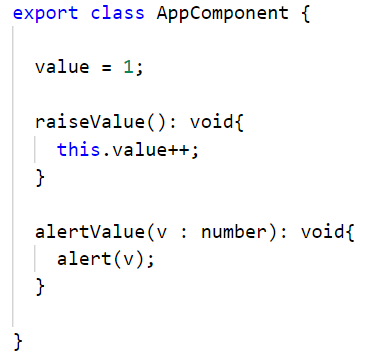 export class AppComponent {
value = 1;
raiseValue(): void{
this.value++;
}
alertValue(v : number): void{
alert(v);
}
}